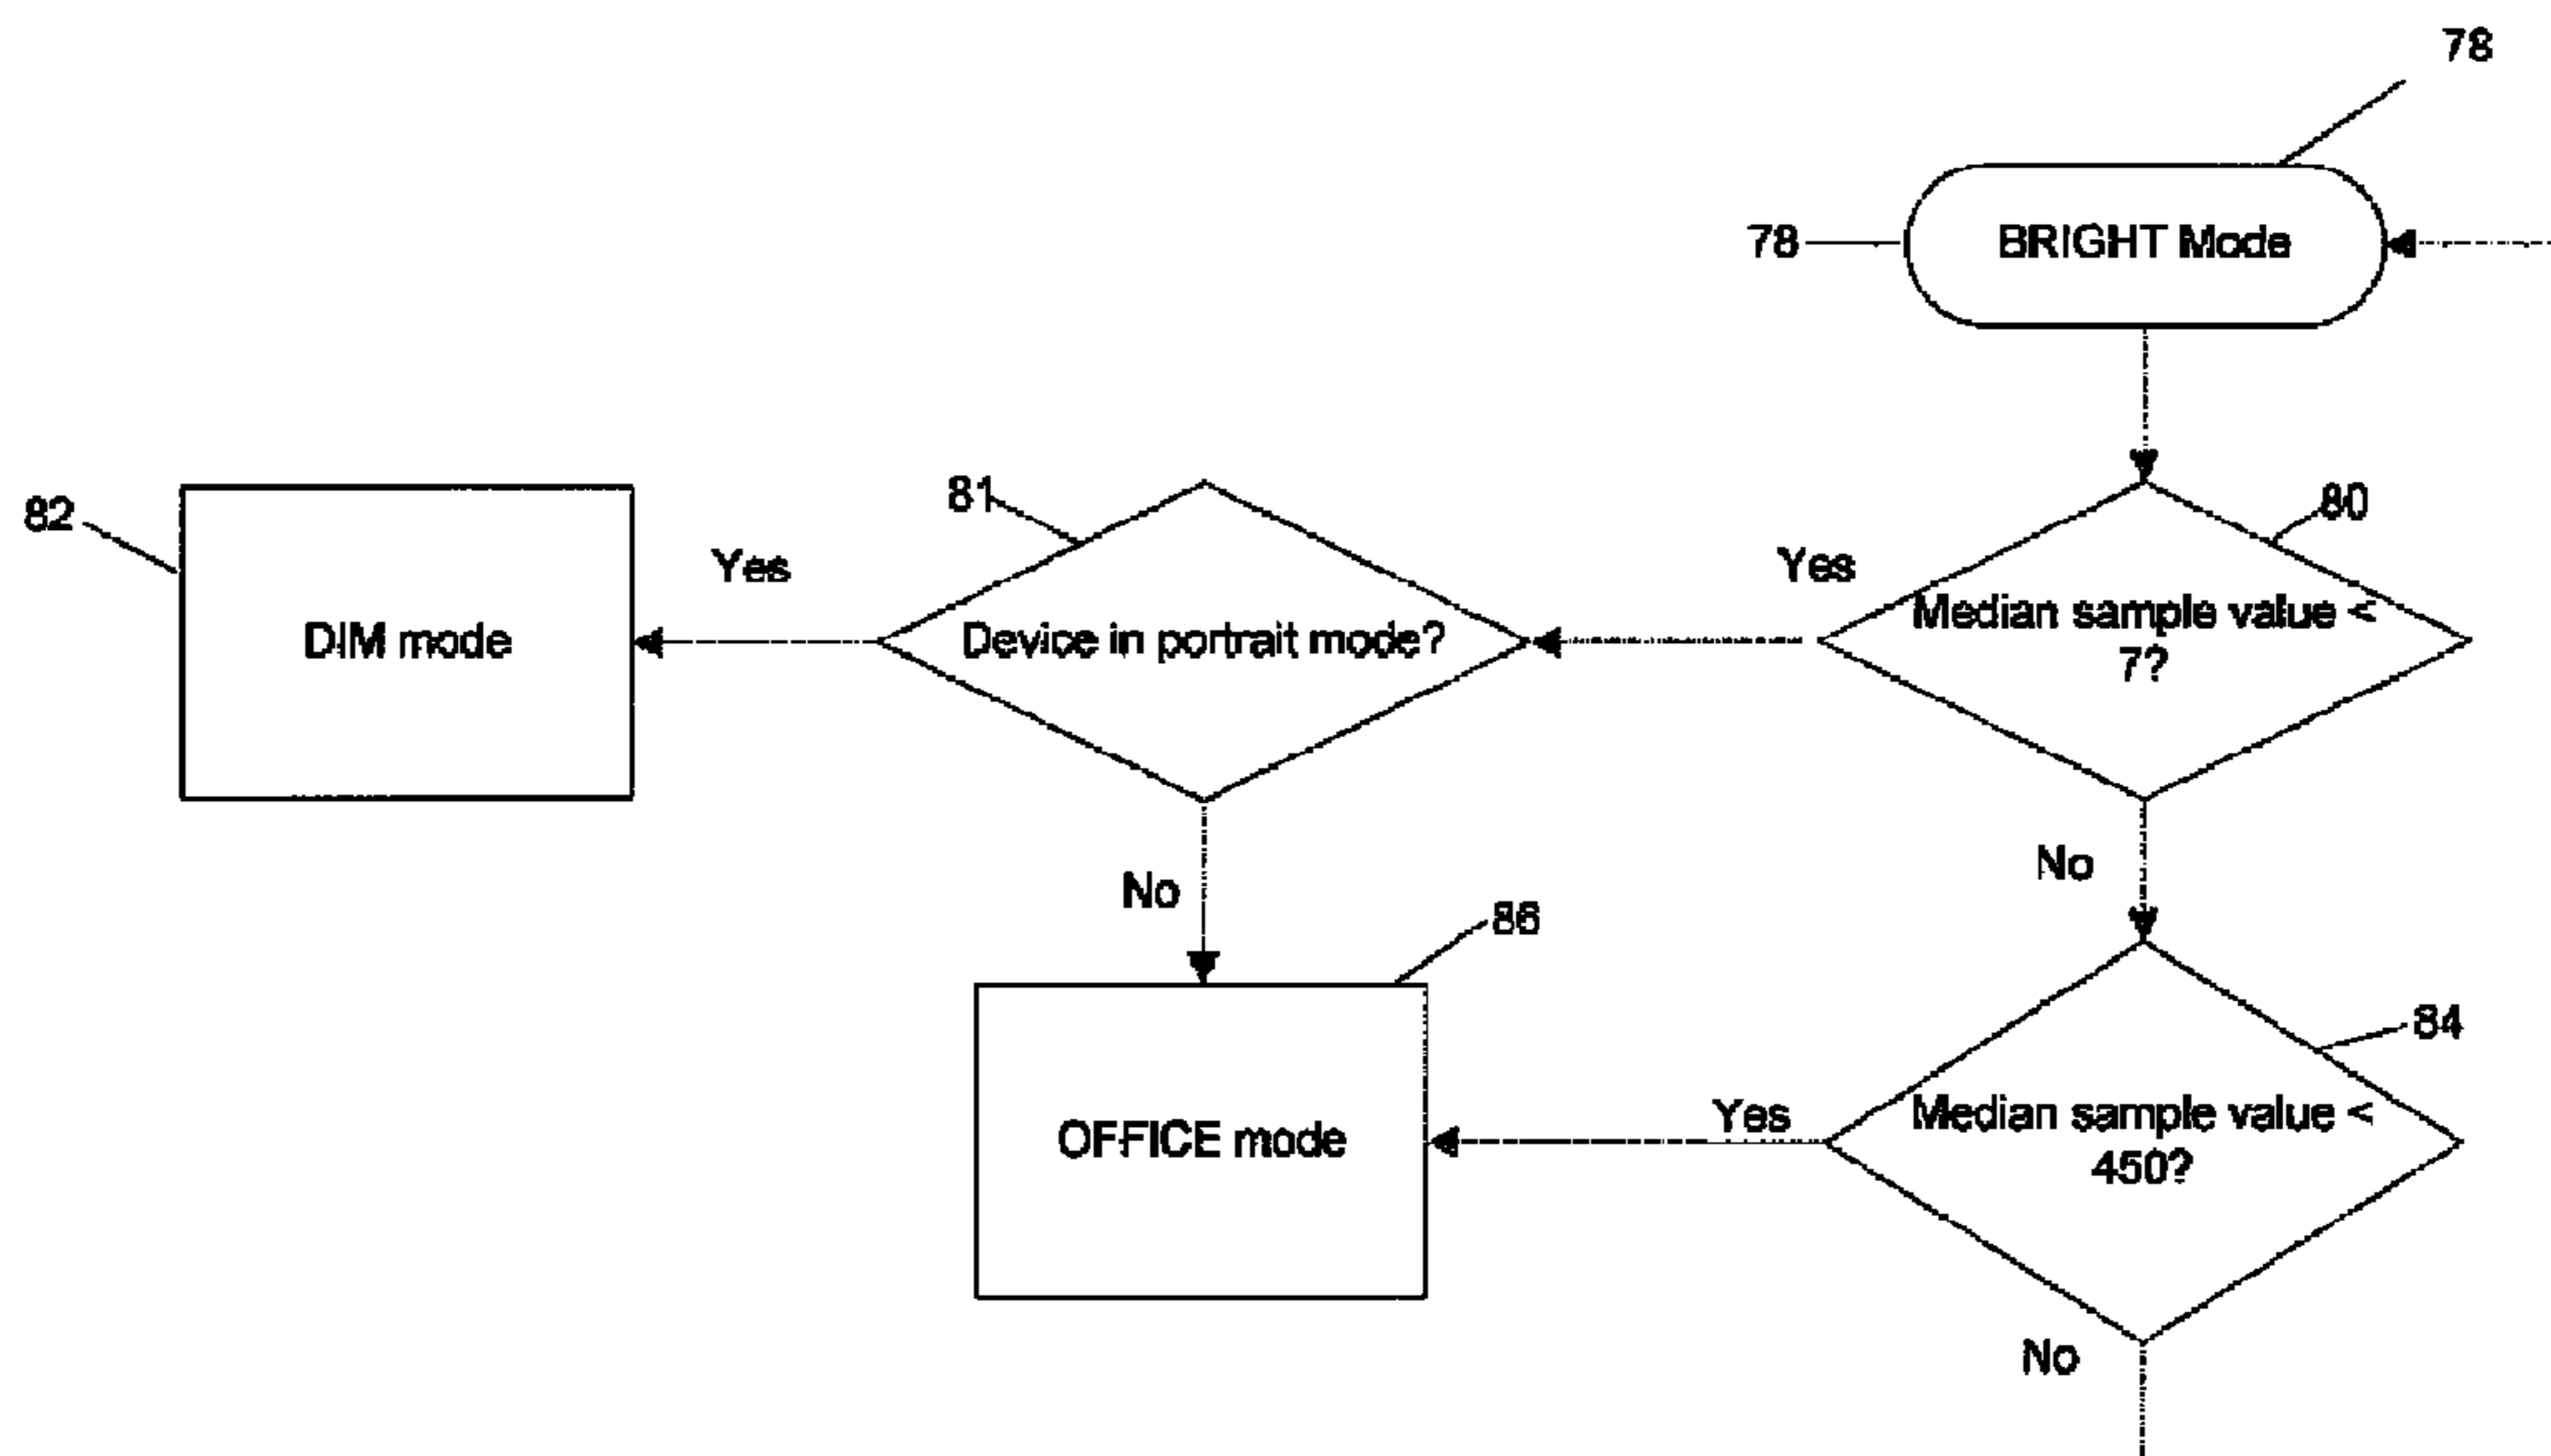 78
78
BRIGHT Mode
82
81
80
Yes
Yes
DIM mode
Device in portrait mode?
Median sample value <
7?
No
No
86
84
OFFICE mode
Yes
Median sample value <
450?
No